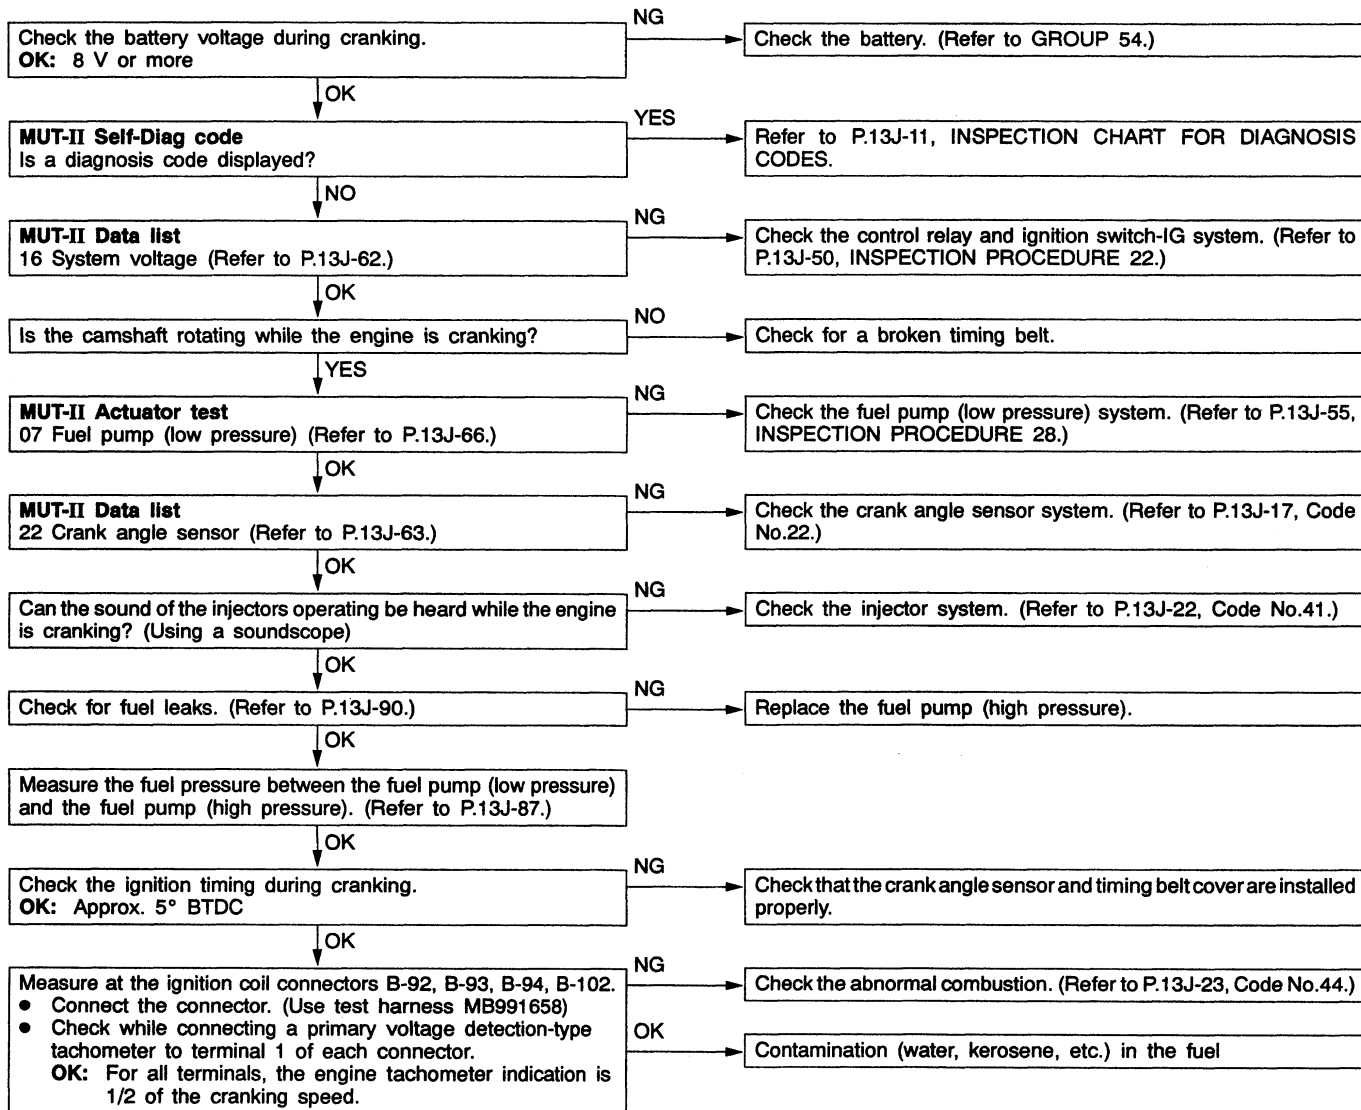 NG
Check the battery voltage during cranking.
OK: 8 V or more
Check the battery. (Refer to GROUP 54.)
OK
YES
MUT-II Self-Diag code
Is a diagnosis code displayed?
Refer to P.13J-11, INSPECTION CHART FOR DIAGNOSIS
CODES.
NO
NG
MUT-II Data list
16 System voltage (Refer to P.13J-62.)
Check the control relay and ignition switch-IG system. (Refer to
P.13J-50, INSPECTION PROCEDURE 22.)
OK
NO
Is the camshaft rotating while the engine is cranking?
Check for a broken timing belt.
YES
NG
MUT-II Actuator test
07 Fuel pump (low pressure) (Refer to P.13J-66.)
Check the fuel pump (low pressure) system. (Refer to P.13J-55,
INSPECTION PROCEDURE 28.)
OK
NG
MUT-II Data list
22 Crank angle sensor (Refer to P.13J-63.)
Check the crank angle sensor system. (Refer to P.13J-17, Code
No.22.)
OK
NG
Can the sound of the injectors operating be heard while the engine
is cranking? (Using a soundscope)
Check the injector system. (Refer to P.13J-22, Code No.41.)
OK
NG
Check for fuel leaks. (Refer to P.13J-90.)
Replace the fuel pump (high pressure).
OK
Measure the fuel pressure between the fuel pump (low pressure)
and the fuel pump (high pressure). (Refer to P.13J-87.)
OK
NG
Check the ignition timing during cranking.
OK: Approx. 5° BTDC
Check that the crank angle sensor and timing belt cover are installed
properly.
OK
NG
Measure at the ignition coil connectors B-92, B-93, B-94, B-102.
● Connect the connector. (Use test harness MB991658)
● Check while connecting a primary voltage detection-type
tachometer to terminal 1 of each connector.
OK: For all terminals, the engine tachometer indication is
1/2 of the cranking speed.
Check the abnormal combustion. (Refer to P.13J-23, Code No.44.)
OK
Contamination (water, kerosene, etc.) in the fuel